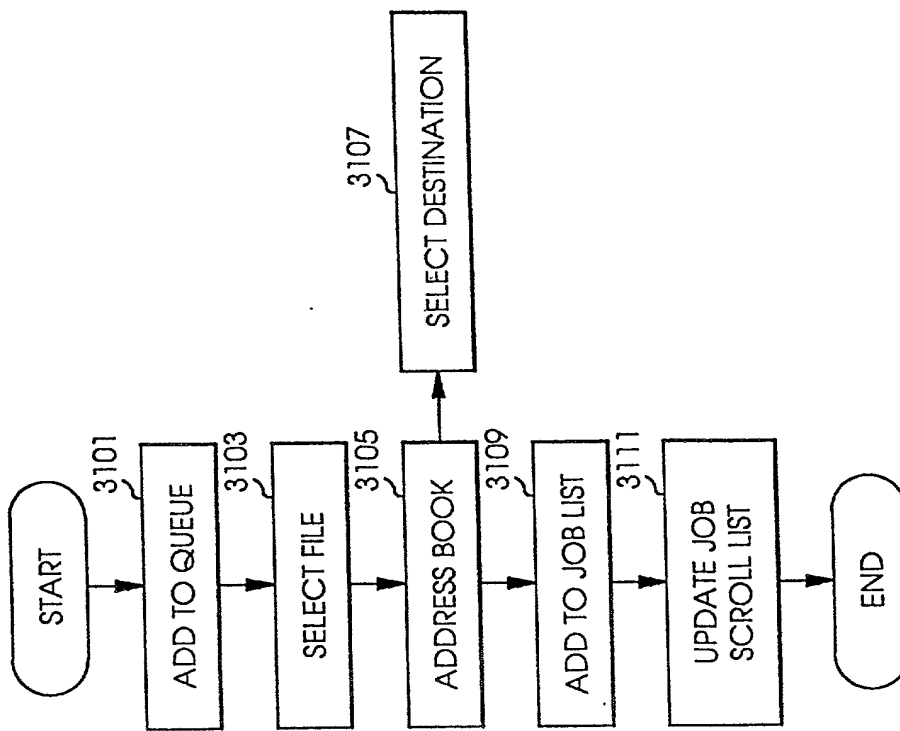 START
3101
ADD TO QUEUE
3103
SELECT FILE
3105
ADDRESS BOOK
3107
SELECT DESTINATION
3109
ADD TO JOB LIST
3111
UPDATE JOB
SCROLL LIST
END